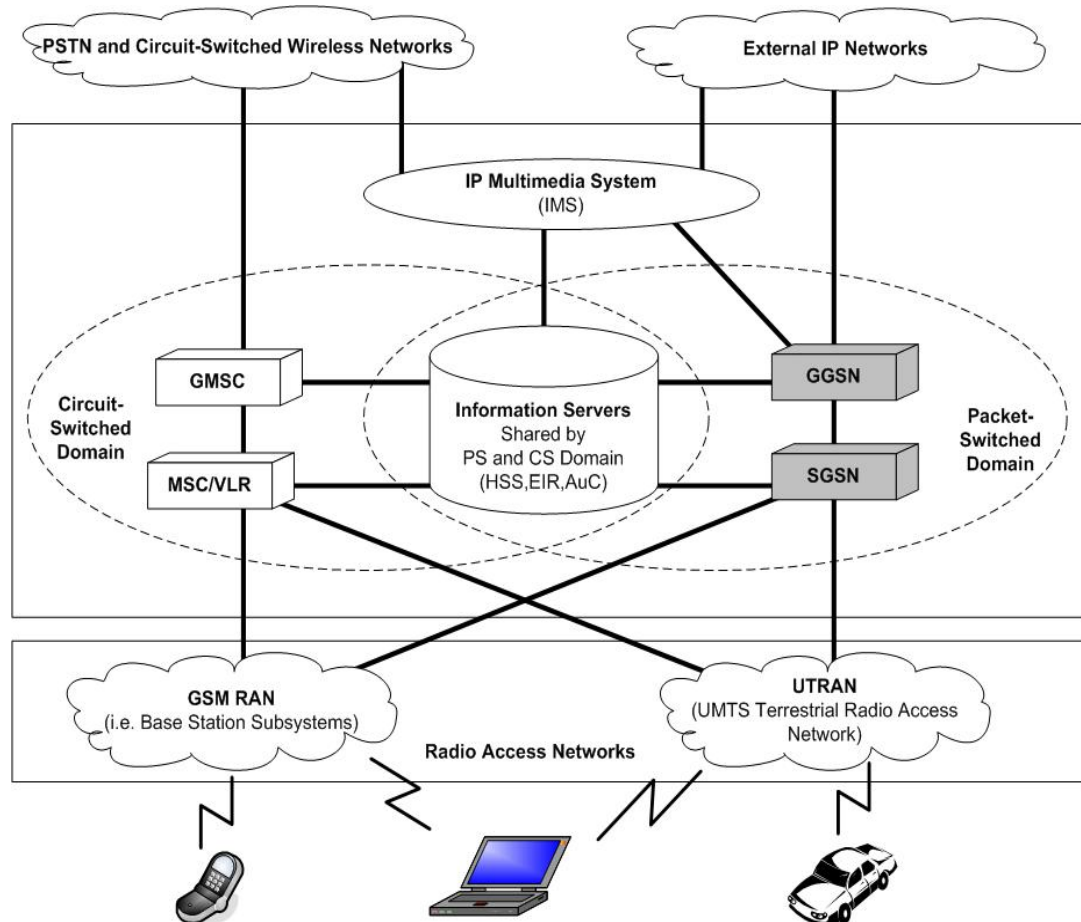 PSTN and Circuit-Switched Wireless Networks
External IP Networks
IP Multimedia System
(IMS)
GMSC
GGSN
Circuit-
Switched
Domain
Information Servers
Shared by
PS and CS Domain
(HSS,EIR,AuC)
Packet-
Switched
Domain
MSC/VLR
SGSN
GSM RAN
(i.e. Base Station Subsystems)
UTRAN
(UMTS Terrestrial Radio Access
Network)
Radio Access Networks